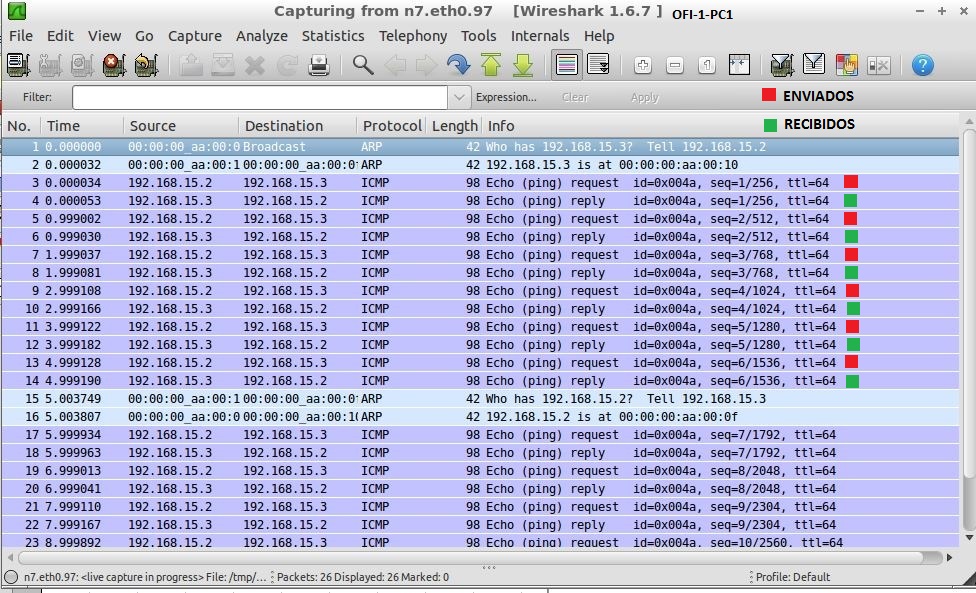 Capturing from n7.eth0.97 [Wireshark 1.6.7 ] OFI-1-PC1
File Edit View Go Capture Analyze Statistics Telephony Tools Internals Help
Filter: Expression... Clear Apply
ENVIADOS
RECIBIDOS
No. Time Source Destination Protocol Length Info
1 0.000000 00:00:00_aa:00:0 Broadcast ARP 42 Who has 192.168.15.3? Tell 192.168.15.2
2 0.000032 00:00:00_aa:00:1 00:00:00_aa:00:0 ARP 42 192.168.15.3 is at 00:00:00:aa:00:10
3 0.000034 192.168.15.2 192.168.15.3 ICMP 98 Echo (ping) request id=0x004a, seq=1/256, ttl=64
4 0.000053 192.168.15.3 192.168.15.2 ICMP 98 Echo (ping) reply id=0x004a, seq=1/256, ttl=64
5 0.999002 192.168.15.2 192.168.15.3 ICMP 98 Echo (ping) request id=0x004a, seq=2/512, ttl=64
6 0.999030 192.168.15.3 192.168.15.2 ICMP 98 Echo (ping) reply id=0x004a, seq=2/512, ttl=64
7 1.999037 192.168.15.2 192.168.15.3 ICMP 98 Echo (ping) request id=0x004a, seq=3/768, ttl=64
8 1.999081 192.168.15.3 192.168.15.2 ICMP 98 Echo (ping) reply id=0x004a, seq=3/768, ttl=64
9 2.999108 192.168.15.2 192.168.15.3 ICMP 98 Echo (ping) request id=0x004a, seq=4/1024, ttl=64
10 2.999166 192.168.15.3 192.168.15.2 ICMP 98 Echo (ping) reply id=0x004a, seq=4/1024, ttl=64
11 3.999122 192.168.15.2 192.168.15.3 ICMP 98 Echo (ping) request id=0x004a, seq=5/1280, ttl=64
12 3.999182 192.168.15.3 192.168.15.2 ICMP 98 Echo (ping) reply id=0x004a, seq=5/1280, ttl=64
13 4.999128 192.168.15.2 192.168.15.3 ICMP 98 Echo (ping) request id=0x004a, seq=6/1536, ttl=64
14 4.999190 192.168.15.3 192.168.15.2 ICMP 98 Echo (ping) reply id=0x004a, seq=6/1536, ttl=64
15 5.003749 00:00:00_aa:00:1 00:00:00_aa:00:0 ARP 42 Who has 192.168.15.2? Tell 192.168.15.3
16 5.003807 00:00:00_aa:00:0 00:00:00_aa:00:1( ARP 42 192.168.15.2 is at 00:00:00:aa:00:0f
17 5.999934 192.168.15.2 192.168.15.3 ICMP 98 Echo (ping) request id=0x004a, seq=7/1792, ttl=64
18 5.999963 192.168.15.3 192.168.15.2 ICMP 98 Echo (ping) reply id=0x004a, seq=7/1792, ttl=64
19 6.999013 192.168.15.2 192.168.15.3 ICMP 98 Echo (ping) request id=0x004a, seq=8/2048, ttl=64
20 6.999041 192.168.15.3 192.168.15.2 ICMP 98 Echo (ping) reply id=0x004a, seq=8/2048, ttl=64
21 7.999110 192.168.15.2 192.168.15.3 ICMP 98 Echo (ping) request id=0x004a, seq=9/2304, ttl=64
22 7.999167 192.168.15.3 192.168.15.2 ICMP 98 Echo (ping) reply id=0x004a, seq=9/2304, ttl=64
23 8.999892 192.168.15.2 192.168.15.3 ICMP 98 Echo (ping) request id=0x004a, seq=10/2560, ttl=64
n7.eth0.97: <live capture in progress> File: /tmp/... Packets: 26 Displayed: 26 Marked: 0 Profile: Default